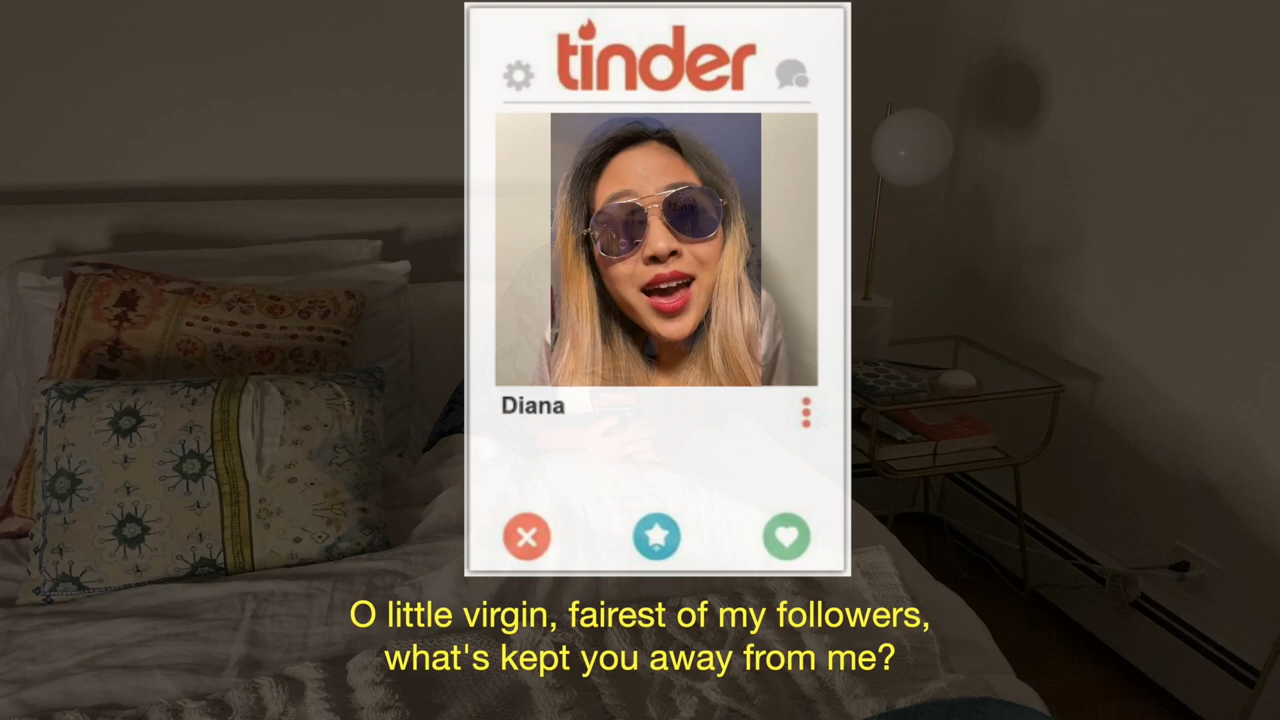 tinder
Diana
O little virgin, fairest of my followers,
what's kept you away from me?